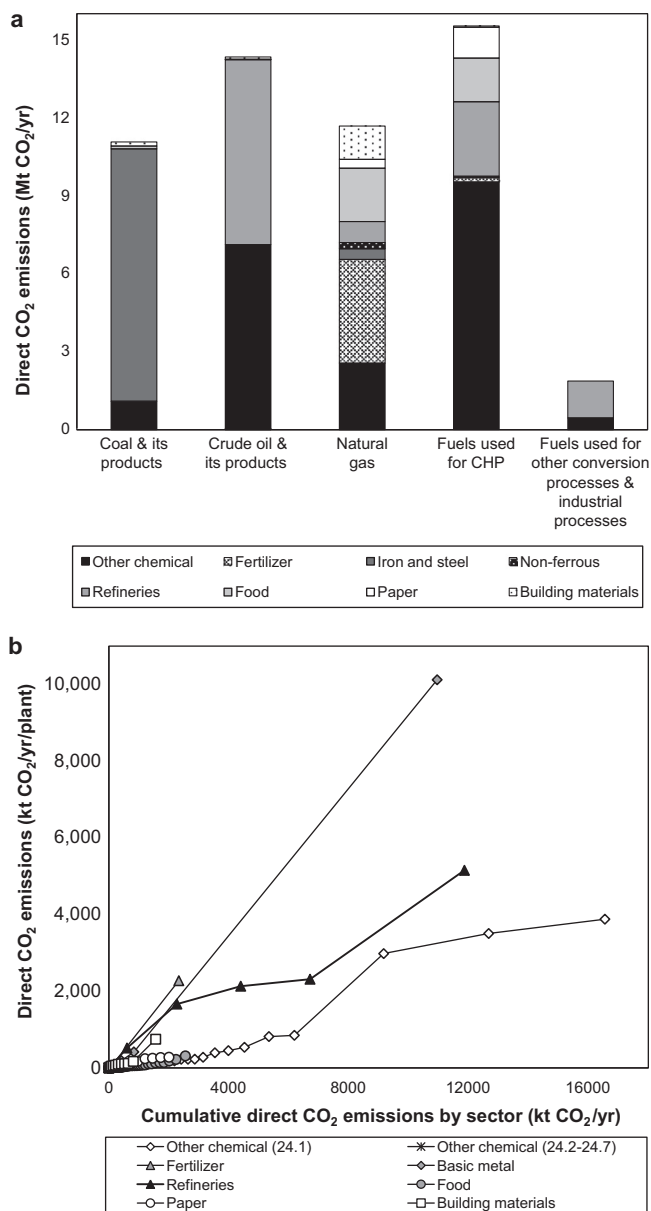 a
Direct CO2 emissions (Mt CO2/yr)
15
12
9
6
3
0
Coal &
its products
Crude oil &
its products
Natural
gas
Fuels used
for CHP
Fuels used for
other conversion
processes &
industrial
processes
Other chemical
Fertilizer
Iron and steel
Non-ferrous
Refineries
Food
Paper
Building materials
b
Direct CO2 emissions (kt CO2/yr/plant)
10,000
8,000
6,000
4,000
2,000
0
0
4000
8000
12000
16000
Cumulative direct CO2 emissions by sector (kt CO2/yr)
Other chemical (24.1)
Other chemical (24.2-24.7)
Fertilizer
Basic metal
Refineries
Food
Paper
Building materials